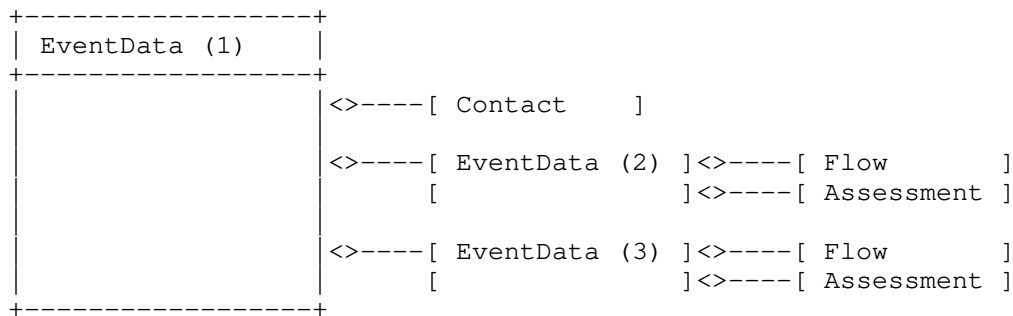 +------------------+
| EventData (1)    |
+------------------+
|                  |<>----[ Contact    ]
|                  |
|                  |<>----[ EventData (2) ]<>----[ Flow       ]
|                  |      [               ]<>----[ Assessment ]
|                  |
|                  |<>----[ EventData (3) ]<>----[ Flow       ]
|                  |      [               ]<>----[ Assessment ]
+------------------+